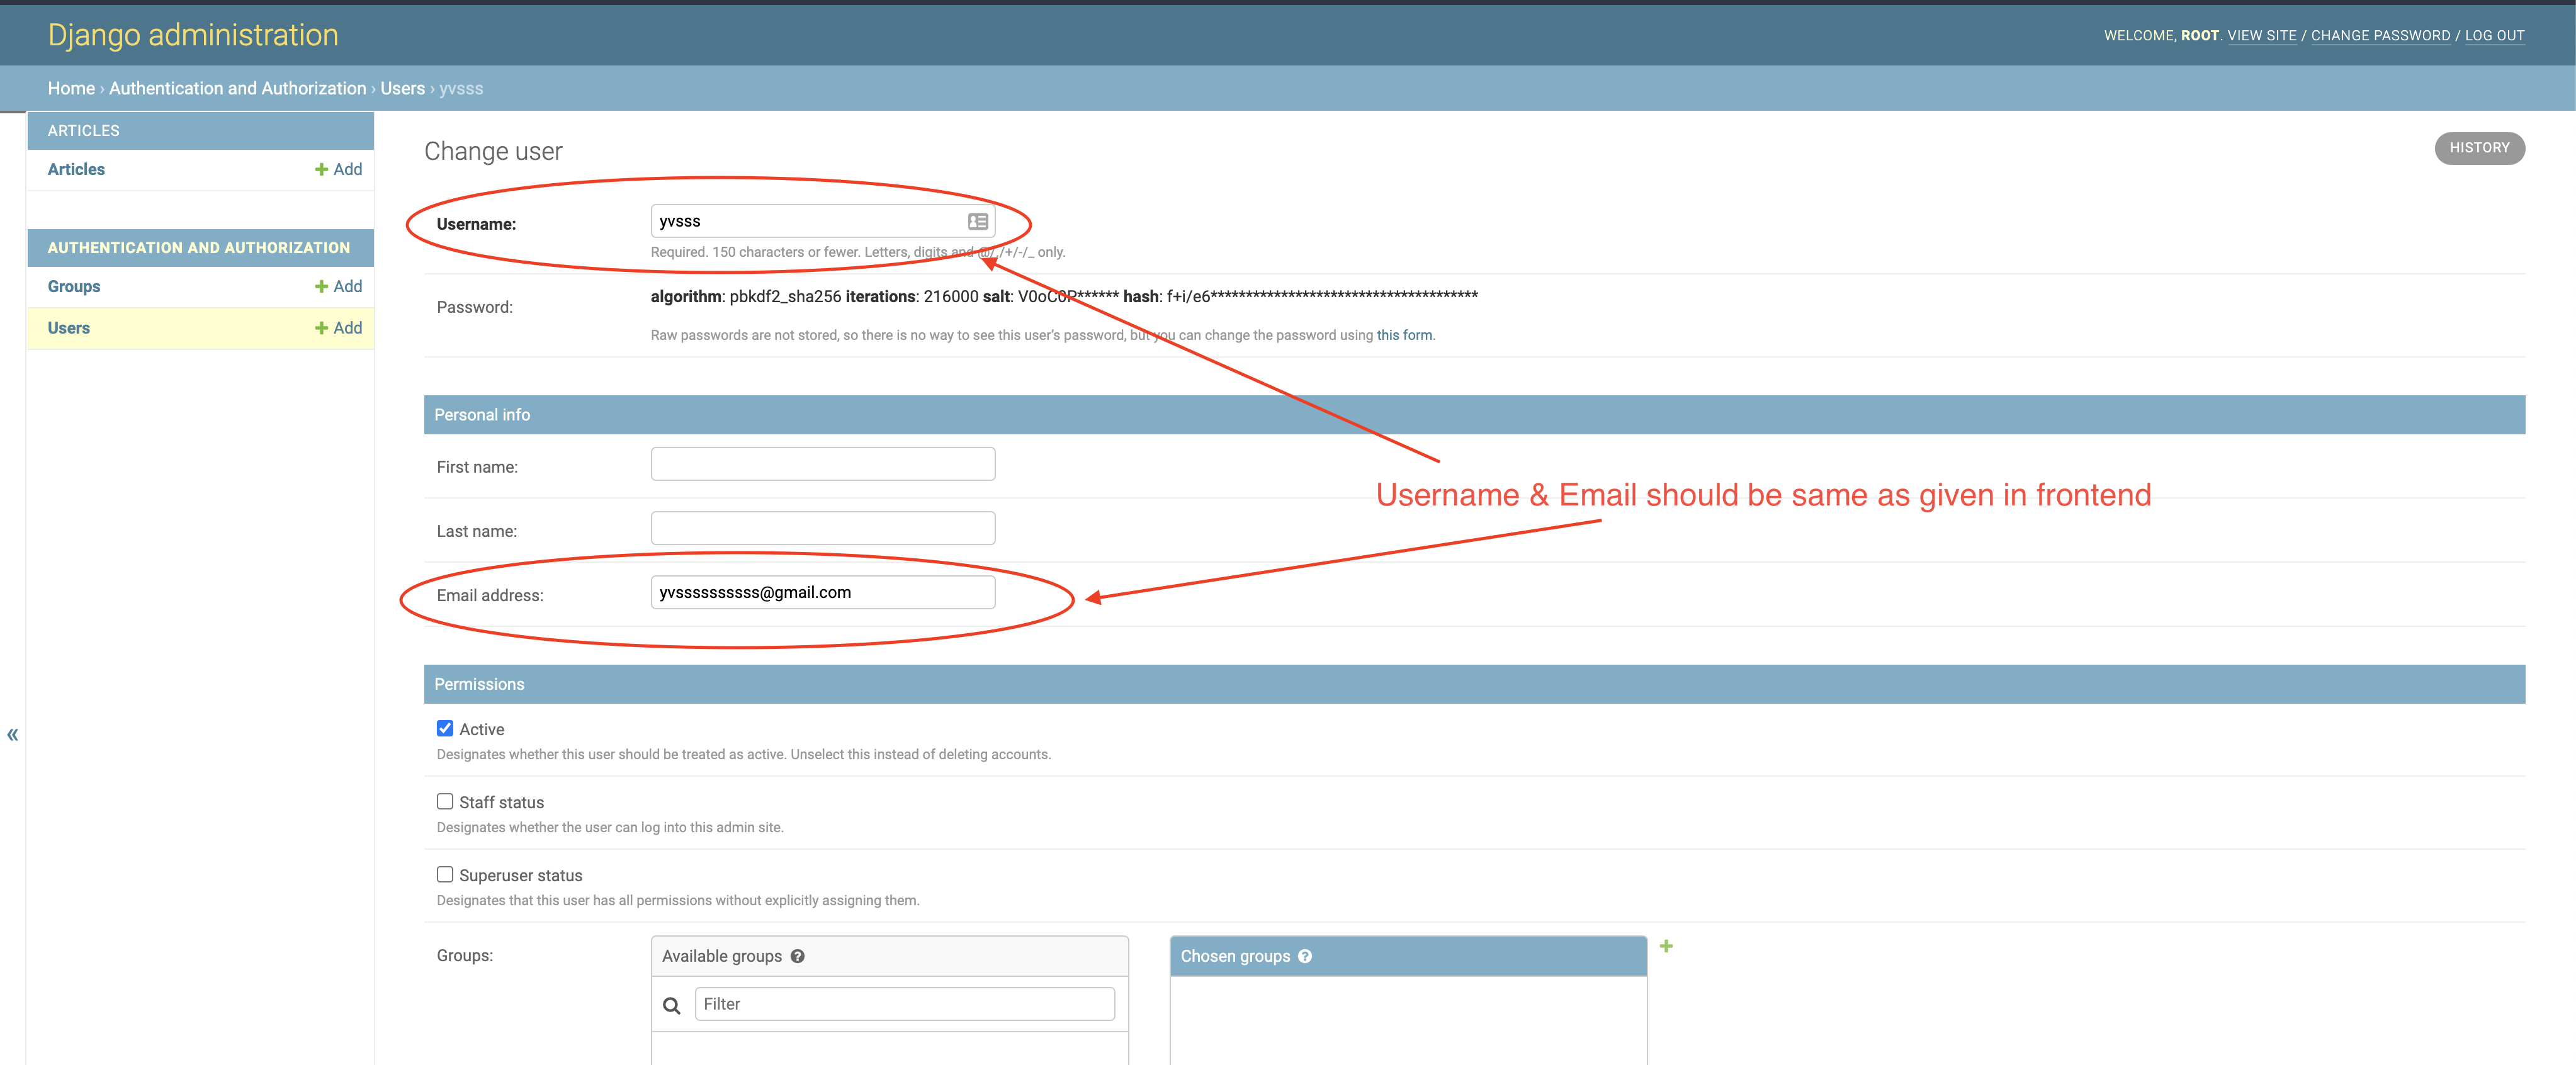 Django administration
WELCOME, ROOT. VIEW SITE / CHANGE PASSWORD / LOG OUT
Home › Authentication and Authorization › Users › yvsss
ARTICLES
Articles + Add
AUTHENTICATION AND AUTHORIZATION
Groups + Add
Users + Add
«
Change user
HISTORY
Username: yvsss
Required. 150 characters or fewer. Letters, digits and @/./+/-/_ only.
Password: algorithm: pbkdf2_sha256 iterations: 216000 salt: V0oC0P****** hash: f+i/e6**************************************
Raw passwords are not stored, so there is no way to see this user's password, but you can change the password using this form.
Personal info
First name:
Username & Email should be same as given in frontend
Last name:
Email address: yvsssssssssss@gmail.com
Permissions
Active
Designates whether this user should be treated as active. Unselect this instead of deleting accounts.
Staff status
Designates whether the user can log into this admin site.
Superuser status
Designates that this user has all permissions without explicitly assigning them.
Groups:
Available groups ?
Filter
Chosen groups ?
+